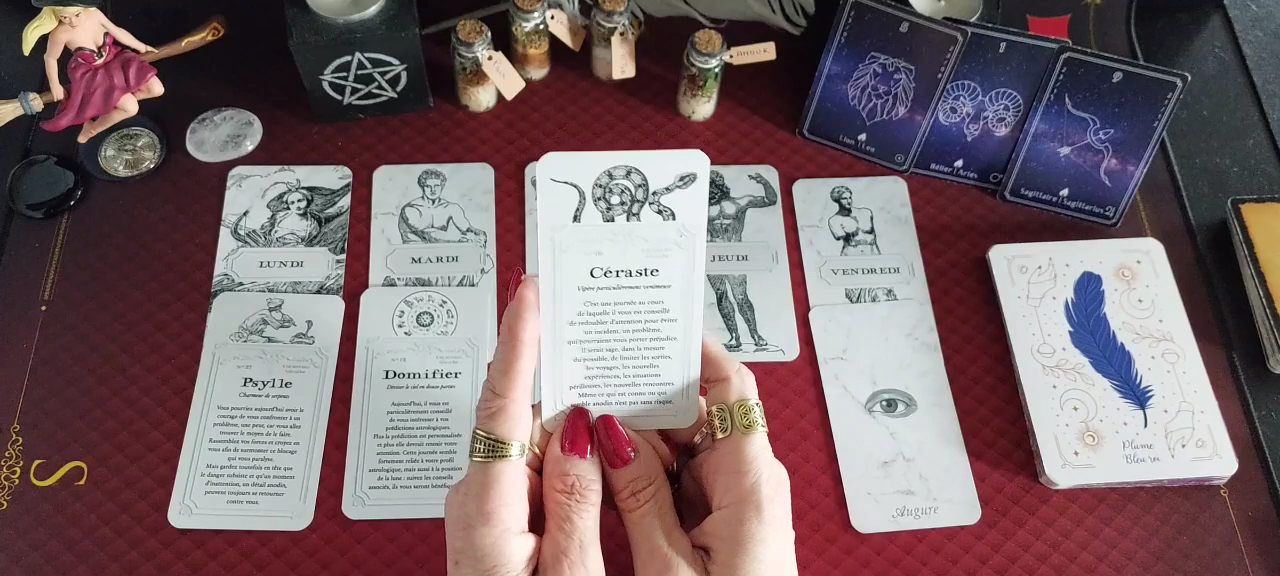 AMOUR
5
Lion | Leo
1
Bélier | Aries
9
Sagittaire | Sagittarius
LUNDI
MARDI
JEUDI
VENDREDI
Psylle
Charmeur de serpents
Vous pourriez aujourd'hui avoir le
courage de vous confronter à un
problème, une peur, car vous allez
trouver le moyen de le faire.
Rassemblez vos forces et croyez en
vous afin de surmonter ce blocage
qui vous paralyse.
Mais gardez toutefois en tête que
le danger subsiste et qu'un moment
d'inattention, un détail anodin,
peuvent toujours se retourner
contre vous.
Domifier
Diviser le ciel en douze parties
Aujourd'hui, il vous est
particulièrement conseillé
de vous intéresser à vos
prédictions astrologiques.
Plus la prédiction est personnalisée
et plus elle devrait retenir votre
attention. Cette journée semble
fortement reliée à votre profil
astrologique, mais aussi à la position
de la lune : suivez les conseils
associés, ils vous seront
Céraste
Vipère particulièrement venimeuse
C'est une journée au cours
de laquelle il vous est conseillé
de redoubler d'attention pour éviter
un incident, un problème,
qui pourraient vous porter préjudice.
Il serait sage, dans la mesure
du possible, de limiter les sorties,
les voyages, les nouvelles
expériences, les situations
périlleuses, les nouvelles rencontres.
Même ce qui est connu ou qui
semble anodin n'est pas sans risque.
Augure
Plume
Bleu roi
S